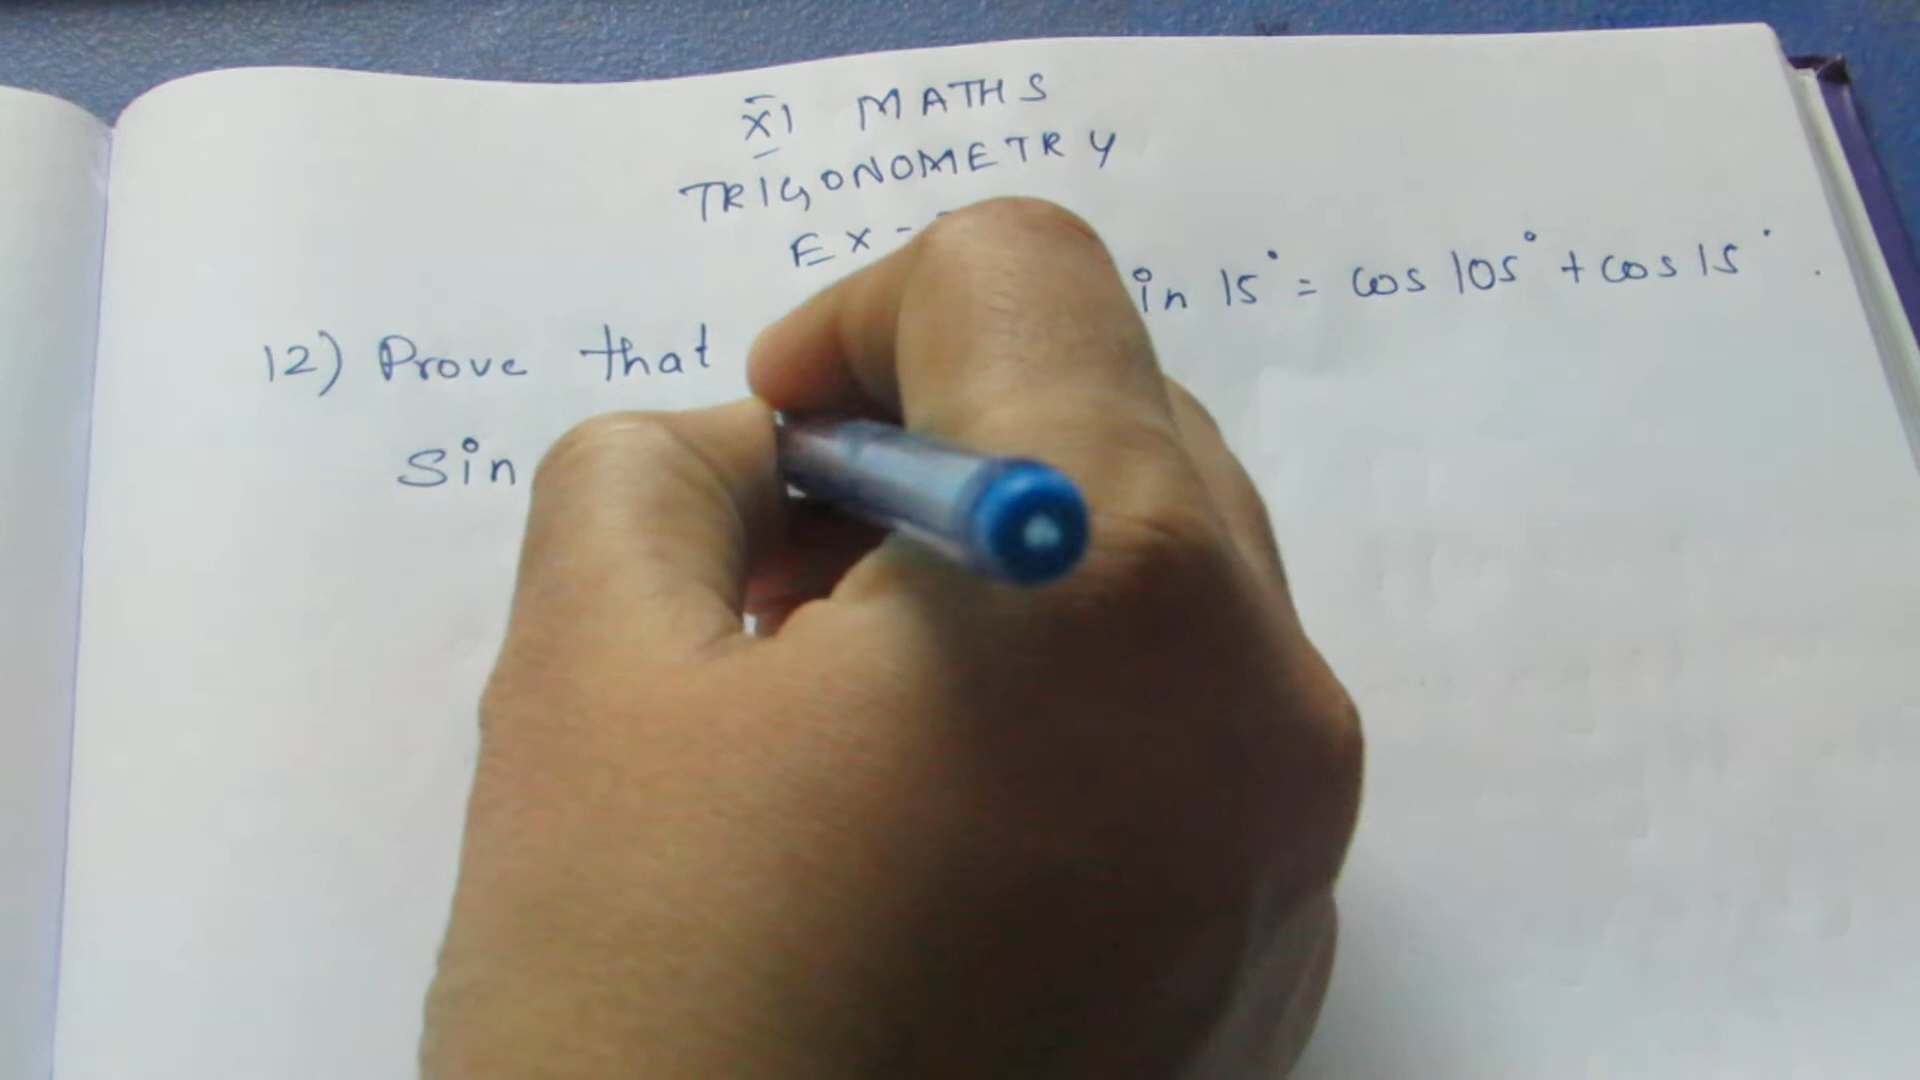 XI MATHS
TRIGONOMETRY
Ex -
12) Prove that in 15° = cos 105° + cos 15° .
Sin